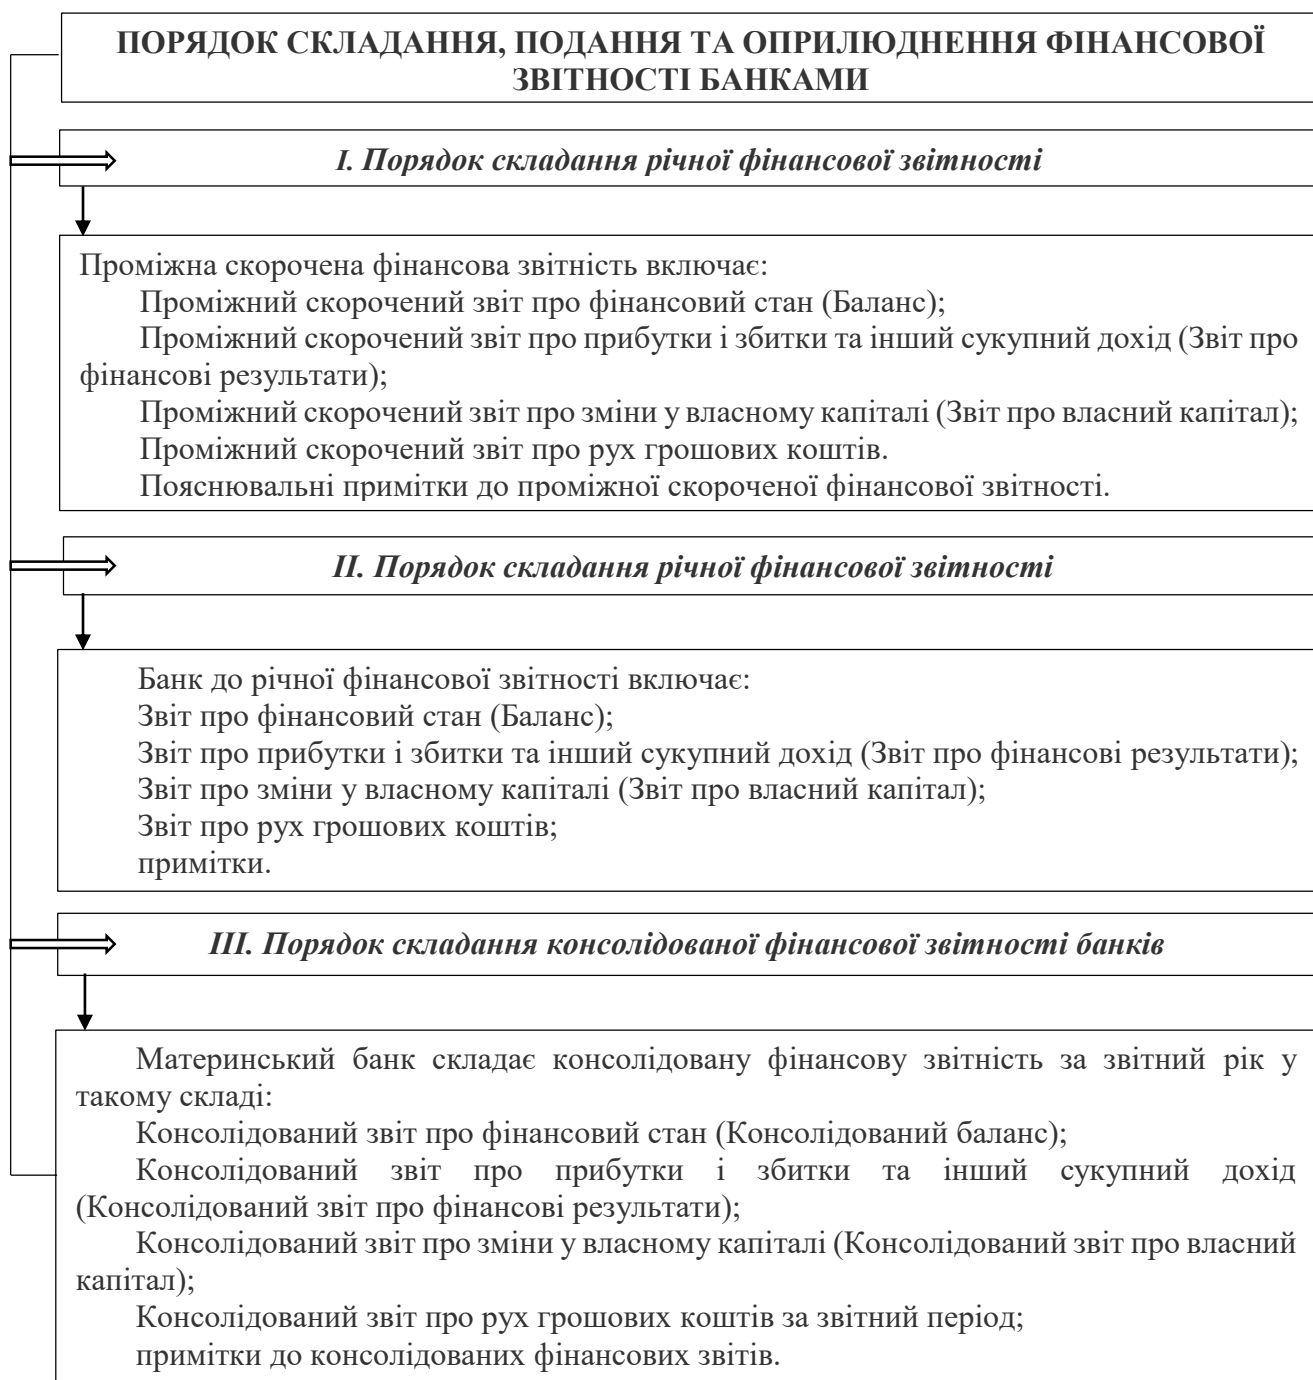 ПОРЯДОК СКЛАДАННЯ, ПОДАННЯ ТА ОПРИЛЮДНЕННЯ ФІНАНСОВОЇ
ЗВІТНОСТІ БАНКАМИ
І. Порядок складання річної фінансової звітності
Проміжна скорочена фінансова звітність включає:
Проміжний скорочений звіт про фінансовий стан (Баланс);
Проміжний скорочений звіт про прибутки і збитки та інший сукупний дохід (Звіт про
фінансові результати);
Проміжний скорочений звіт про зміни у власному капіталі (Звіт про власний капітал);
Проміжний скорочений звіт про рух грошових коштів.
Пояснювальні примітки до проміжної скороченої фінансової звітності.
ІІ. Порядок складання річної фінансової звітності
Банк до річної фінансової звітності включає:
Звіт про фінансовий стан (Баланс);
Звіт про прибутки і збитки та інший сукупний дохід (Звіт про фінансові результати);
Звіт про зміни у власному капіталі (Звіт про власний капітал);
Звіт про рух грошових коштів;
примітки.
ІІІ. Порядок складання консолідованої фінансової звітності банків
Материнський банк складає консолідовану фінансову звітність за звітний рік у
такому складі:
Консолідований звіт про фінансовий стан (Консолідований баланс);
Консолідований звіт про прибутки і збитки та інший сукупний дохід
(Консолідований звіт про фінансові результати);
Консолідований звіт про зміни у власному капіталі (Консолідований звіт про власний
капітал);
Консолідований звіт про рух грошових коштів за звітний період;
примітки до консолідованих фінансових звітів.